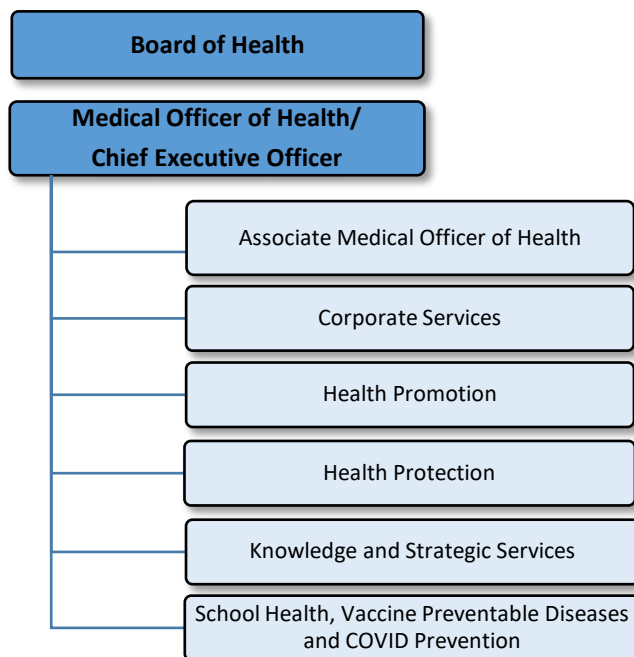 Board of Health
Medical Officer of Health/
Chief Executive Officer
Associate Medical Officer of Health
Corporate Services
Health Promotion
Health Protection
Knowledge and Strategic Services
School Health, Vaccine Preventable Diseases
and COVID Prevention